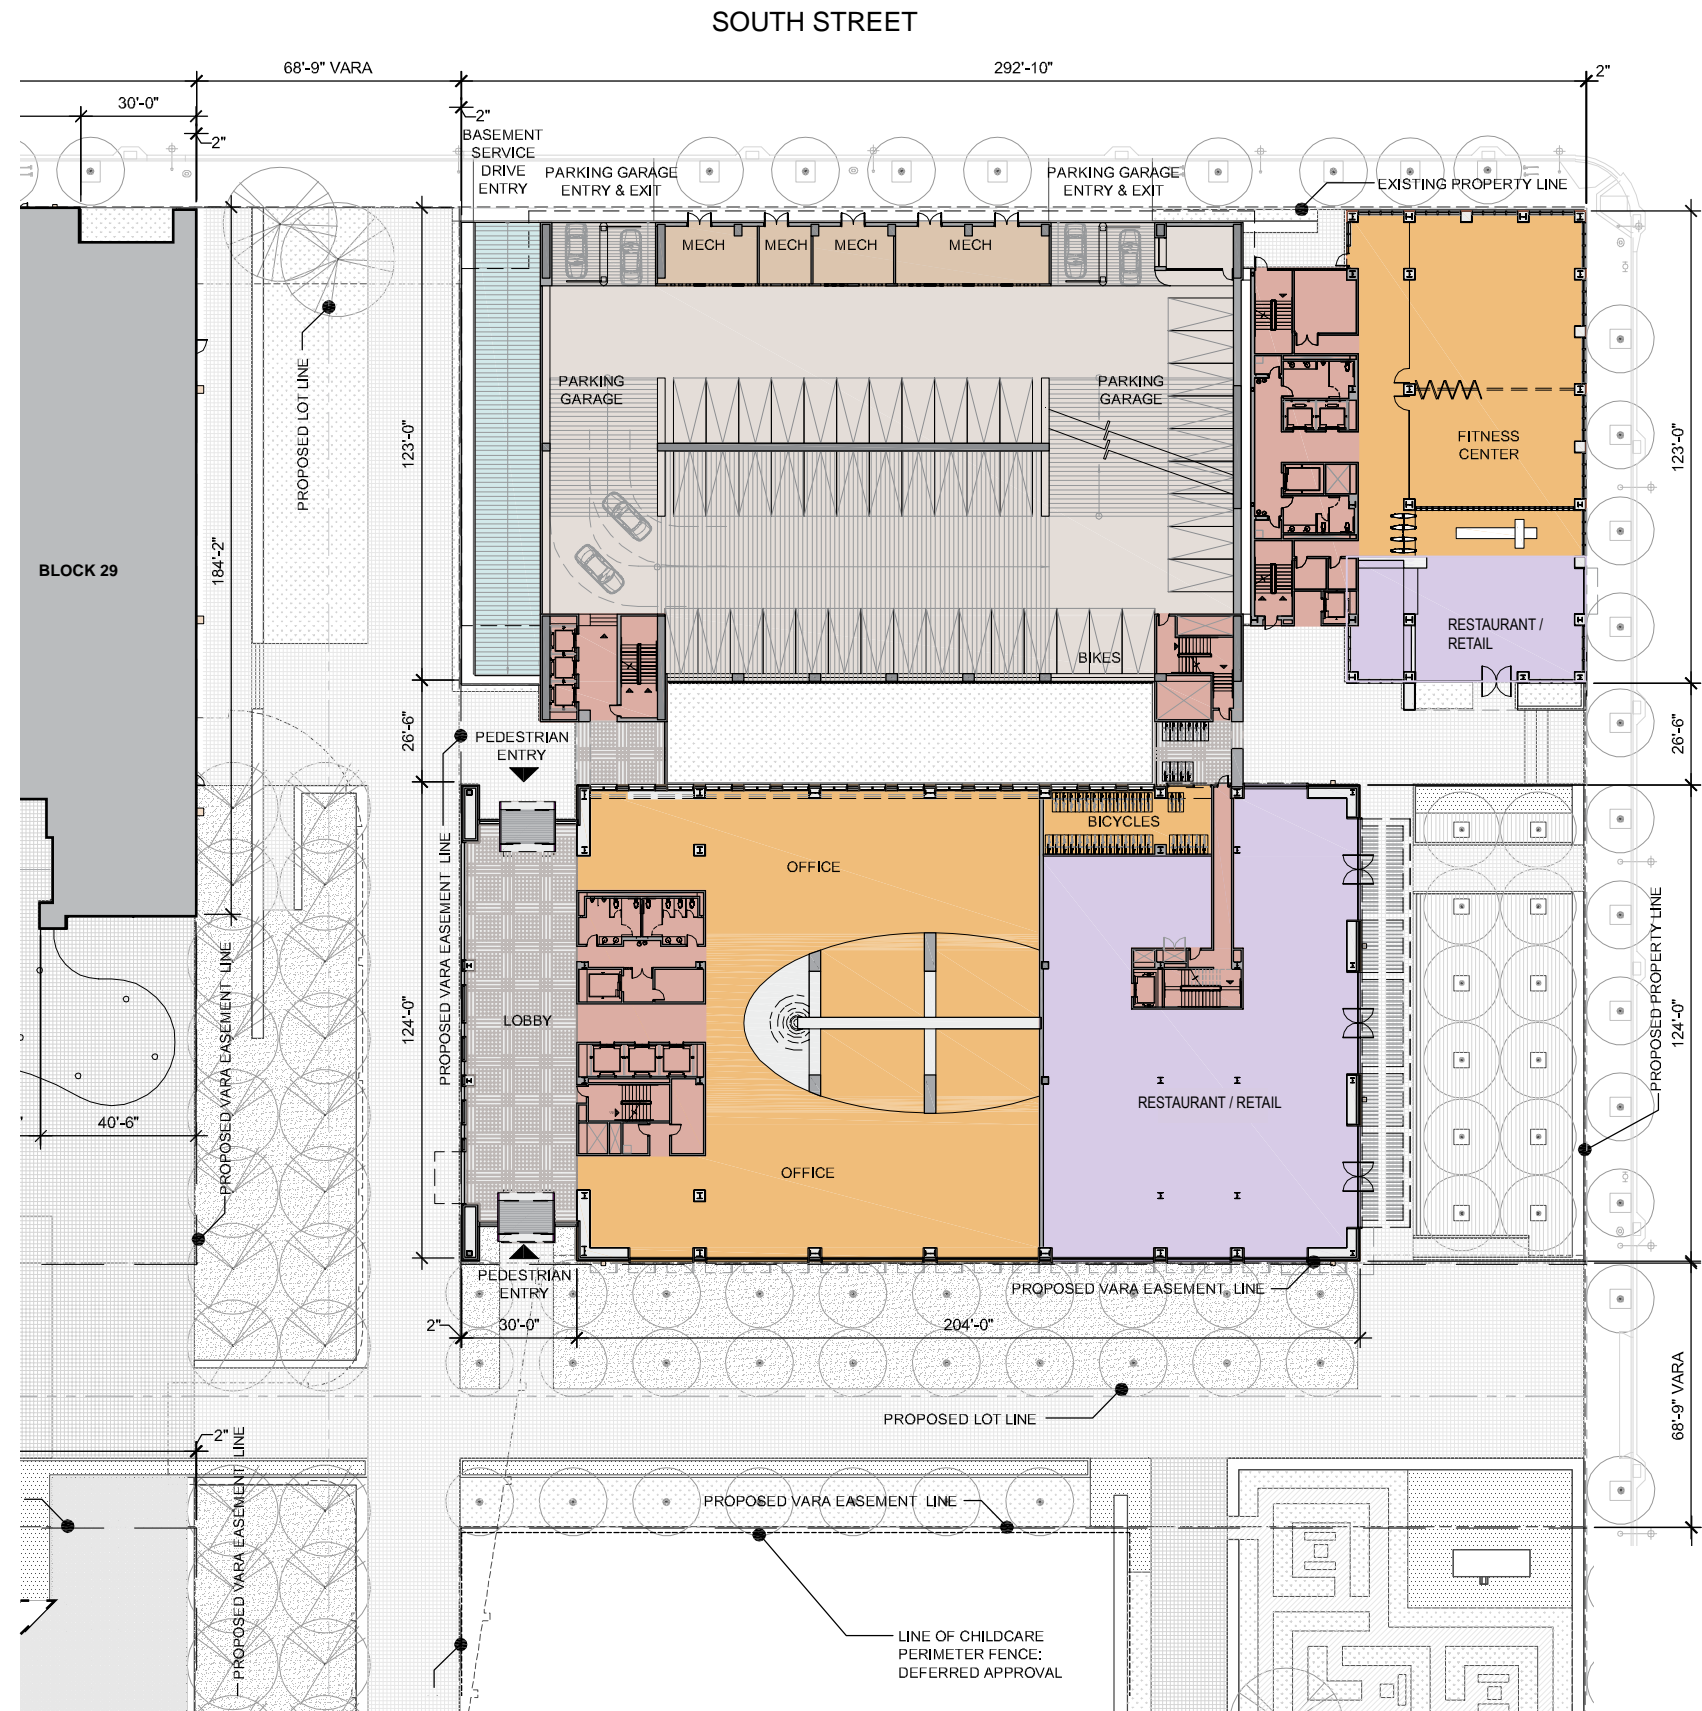 SOUTH STREET
68'-9" VARA
292'-10"
2"
30'-0"
2"
2"
BASEMENT
SERVICE
DRIVE
ENTRY
PARKING GARAGE
ENTRY & EXIT
PARKING GARAGE
ENTRY & EXIT
EXISTING PROPERTY LINE
MECH
MECH
MECH
MECH
PROPOSED LOT LINE
123'-0"
PARKING
GARAGE
PARKING
GARAGE
FITNESS
CENTER
123'-0"
184'-2"
BLOCK 29
RESTAURANT /
RETAIL
BIKES
26'-6"
PEDESTRIAN
ENTRY
26'-6"
BICYCLES
OFFICE
PROPOSED VARA EASEMENT LINE
PROPOSED VARA EASEMENT LINE
LOBBY
124'-0"
124'-0"
PROPOSED PROPERTY LINE
RESTAURANT / RETAIL
40'-6"
OFFICE
PEDESTRIAN
ENTRY
PROPOSED VARA EASEMENT LINE
2"
30'-0"
204'-0"
PROPOSED LOT LINE
68'-9" VARA
2"
PROPOSED VARA EASEMENT LINE
PROPOSED VARA EASEMENT LINE
LINE OF CHILDCARE
PERIMETER FENCE:
DEFERRED APPROVAL